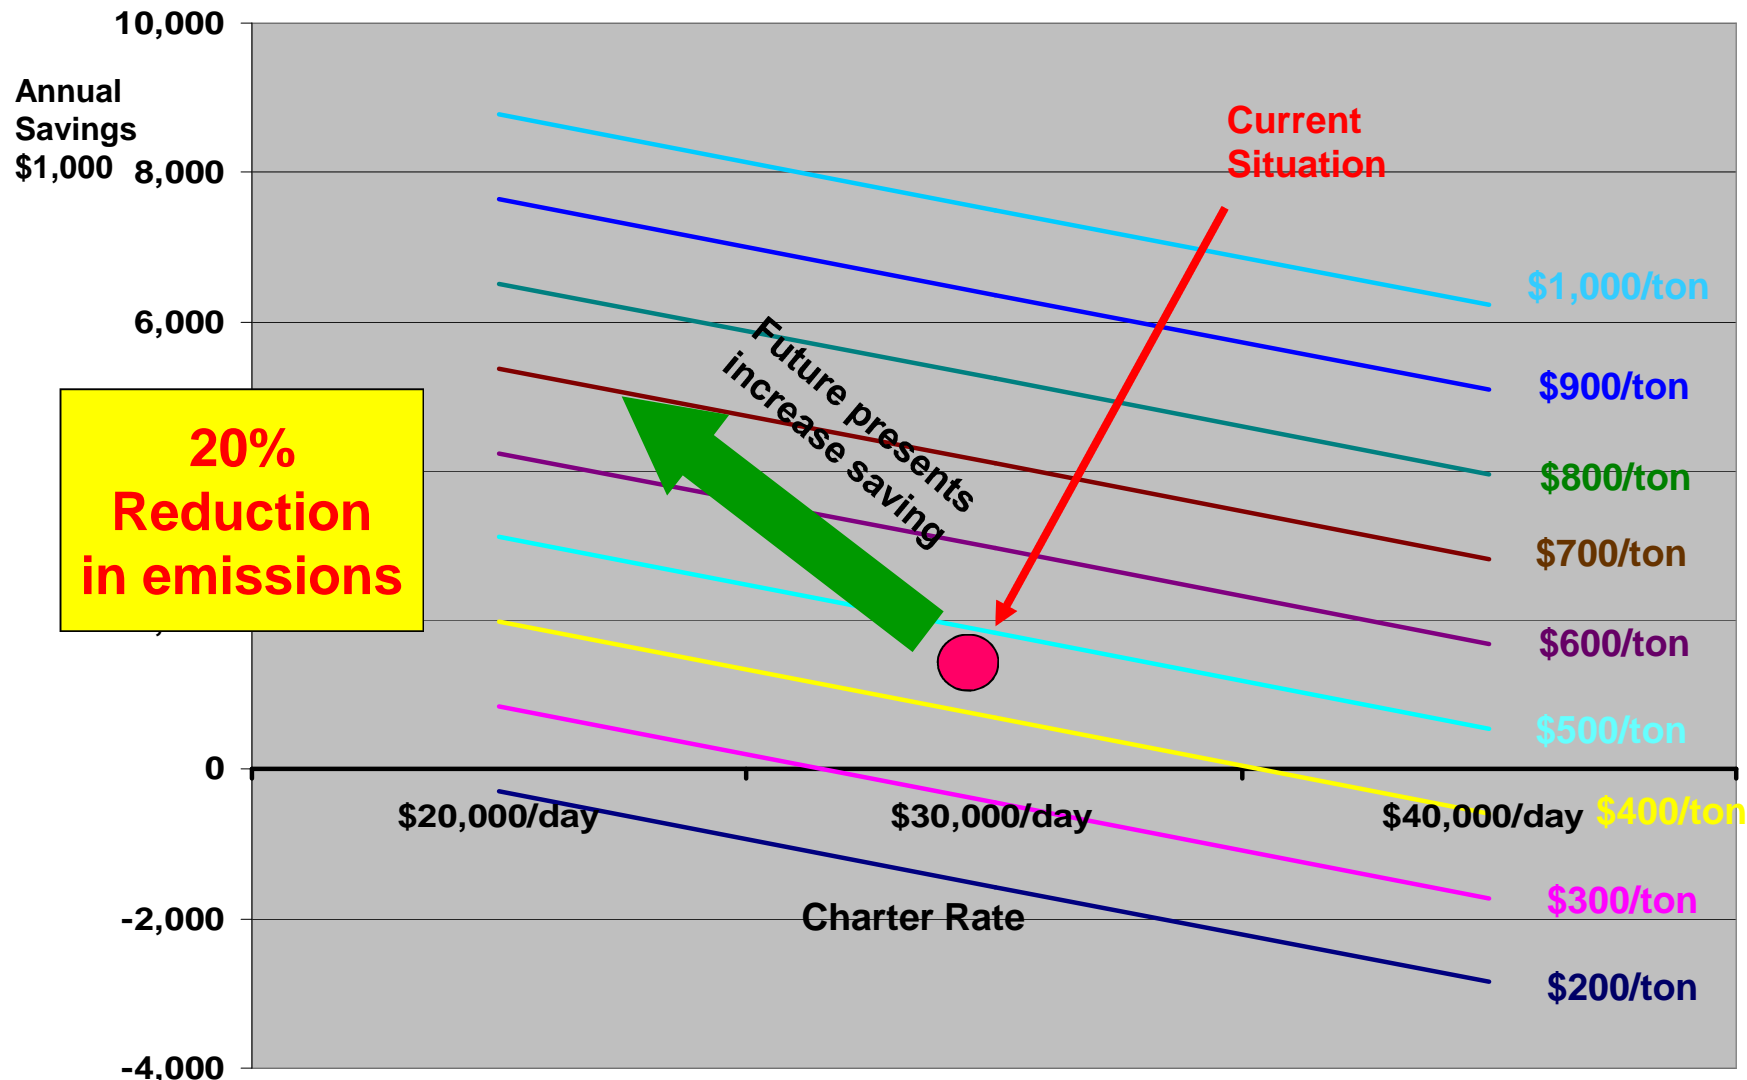 10,000
Annual
Savings
$1,000
8,000
6,000
0
-2,000
-4,000
Current
Situation
Future presents
increase saving
20%
Reduction
in emissions
$1,000/ton
$900/ton
$800/ton
$700/ton
$600/ton
$500/ton
$400/ton
$300/ton
$200/ton
$20,000/day
$30,000/day
$40,000/day
Charter Rate